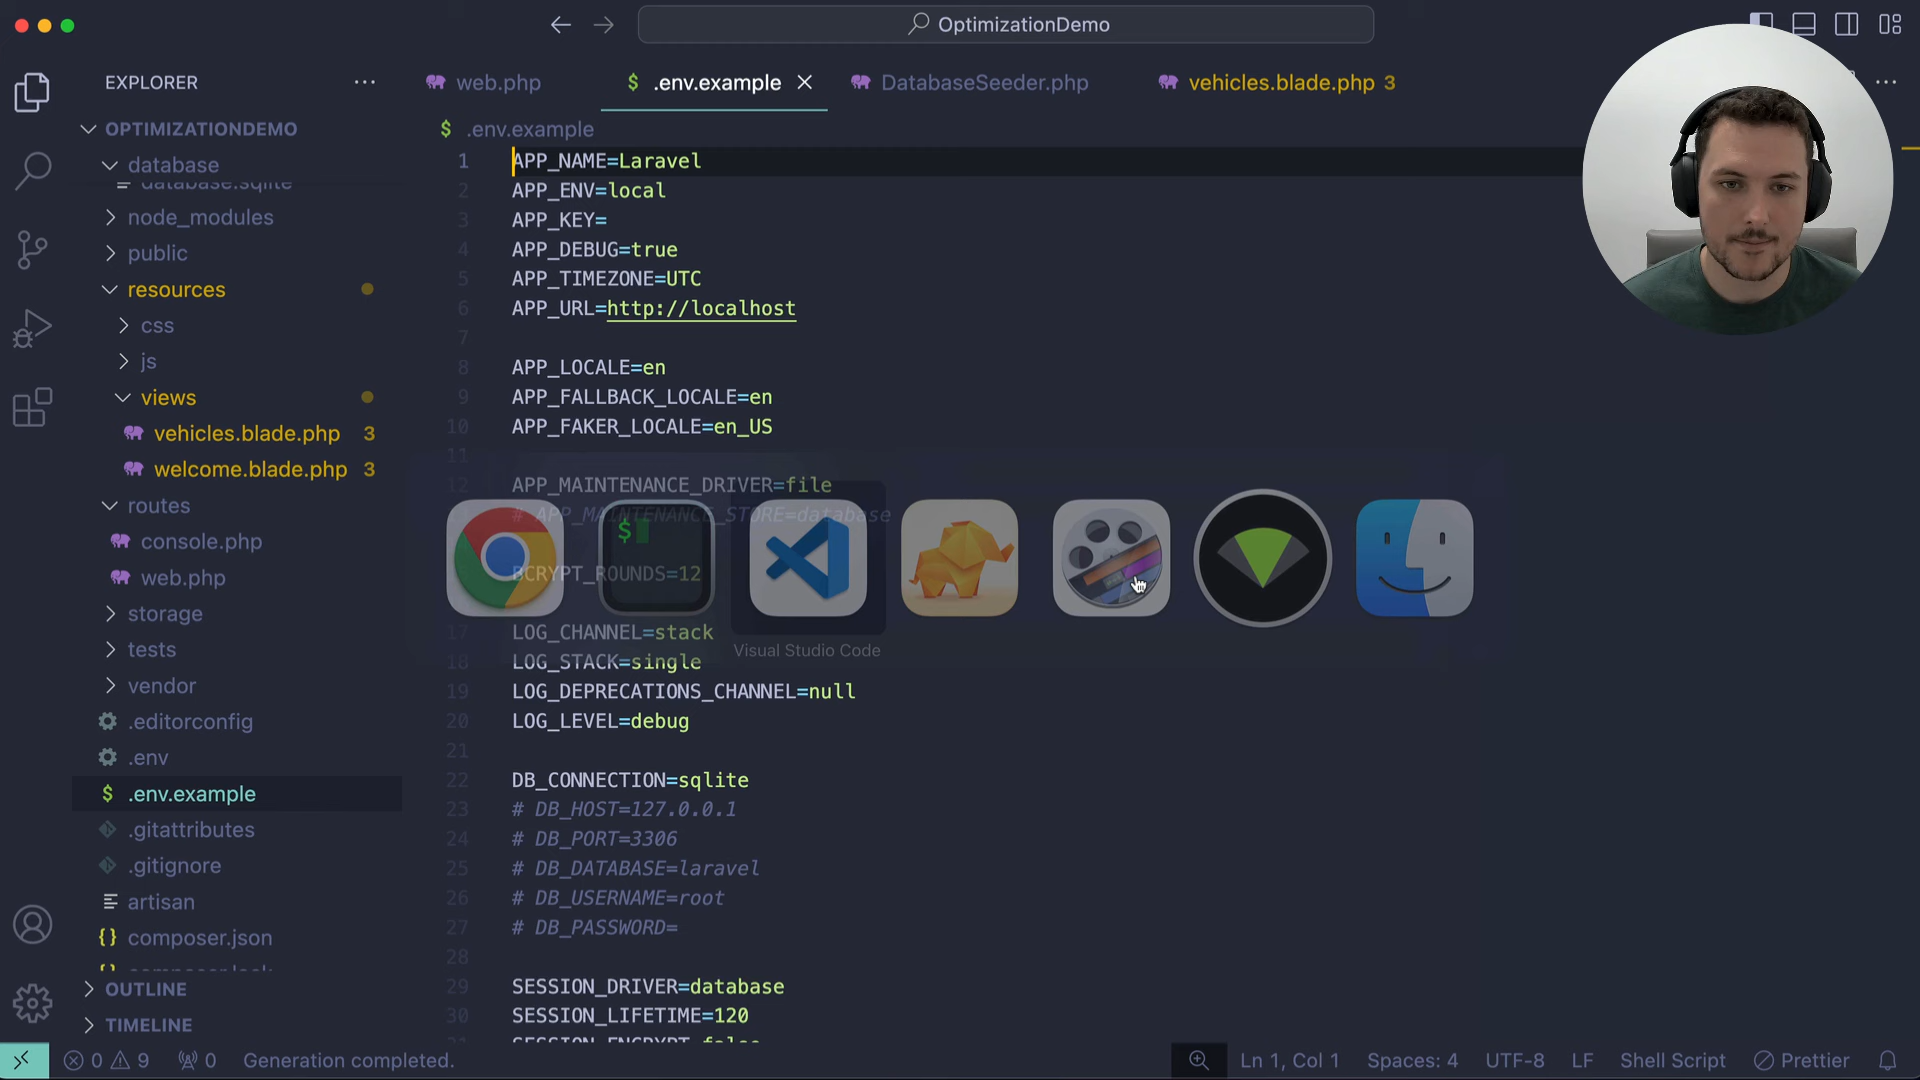 OptimizationDemo
EXPLORER
OPTIMIZATIONDEMO
database
database.sqlite
node_modules
public
resources
css
js
views
vehicles.blade.php 3
welcome.blade.php 3
routes
console.php
web.php
storage
tests
vendor
.editorconfig
.env
$ .env.example
.gitattributes
.gitignore
artisan
{} composer.json
OUTLINE
TIMELINE
web.php
$ .env.example
DatabaseSeeder.php
vehicles.blade.php 3
$ .env.example
1 APP_NAME=Laravel
2 APP_ENV=local
3 APP_KEY=
4 APP_DEBUG=true
5 APP_TIMEZONE=UTC
6 APP_URL=http://localhost
7
8 APP_LOCALE=en
9 APP_FALLBACK_LOCALE=en
10 APP_FAKER_LOCALE=en_US
11
12 APP_MAINTENANCE_DRIVER=file
# APP_MAINTENANCE_STORE=database
$
BCRYPT_ROUNDS=12
17 LOG_CHANNEL=stack
Visual Studio Code
18 LOG_STACK=single
19 LOG_DEPRECATIONS_CHANNEL=null
20 LOG_LEVEL=debug
21
22 DB_CONNECTION=sqlite
23 # DB_HOST=127.0.0.1
24 # DB_PORT=3306
25 # DB_DATABASE=laravel
26 # DB_USERNAME=root
27 # DB_PASSWORD=
28
29 SESSION_DRIVER=database
30 SESSION_LIFETIME=120
0 9 0 Generation completed.
Ln 1, Col 1 Spaces: 4 UTF-8 LF Shell Script Prettier